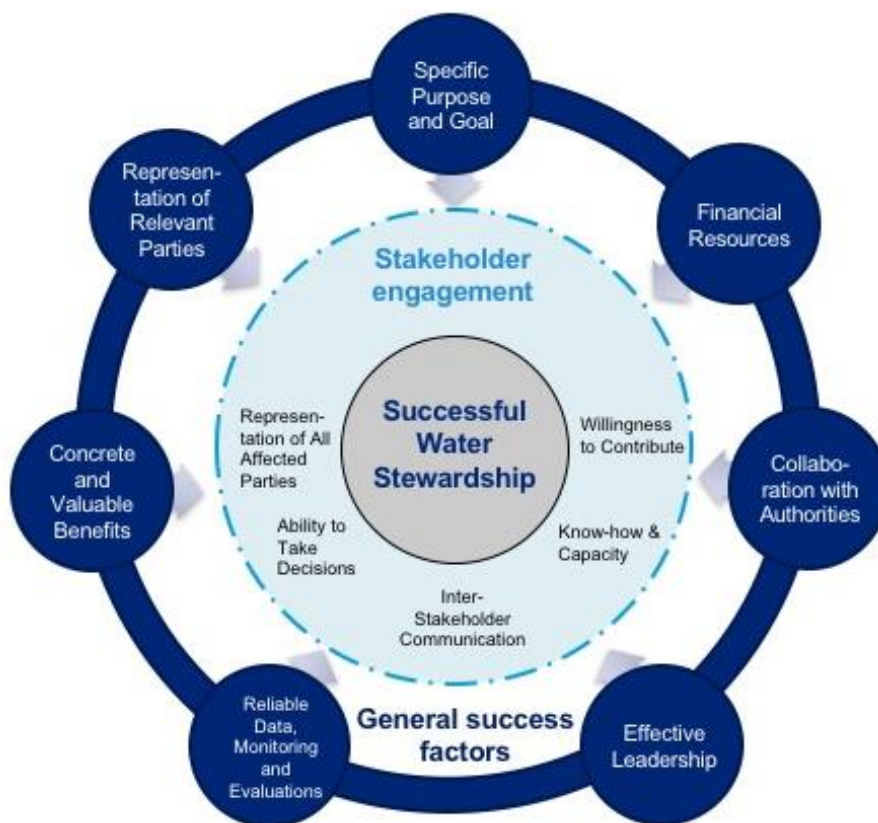 Specific
Purpose
and Goal
Represen-
tation of
Relevant
Parties
Financial
Resources
Stakeholder
engagement
Successful
Water
Stewardship
Represen-
tation of All
Affected
Parties
Willingness
to Contribute
Concrete
and
Valuable
Benefits
Collabo-
ration with
Authorities
Ability to
Take
Decisions
Know-how &
Capacity
Inter-
Stakeholder
Communication
Reliable
Data,
Monitoring
and
Evaluations
General success
factors
Effective
Leadership